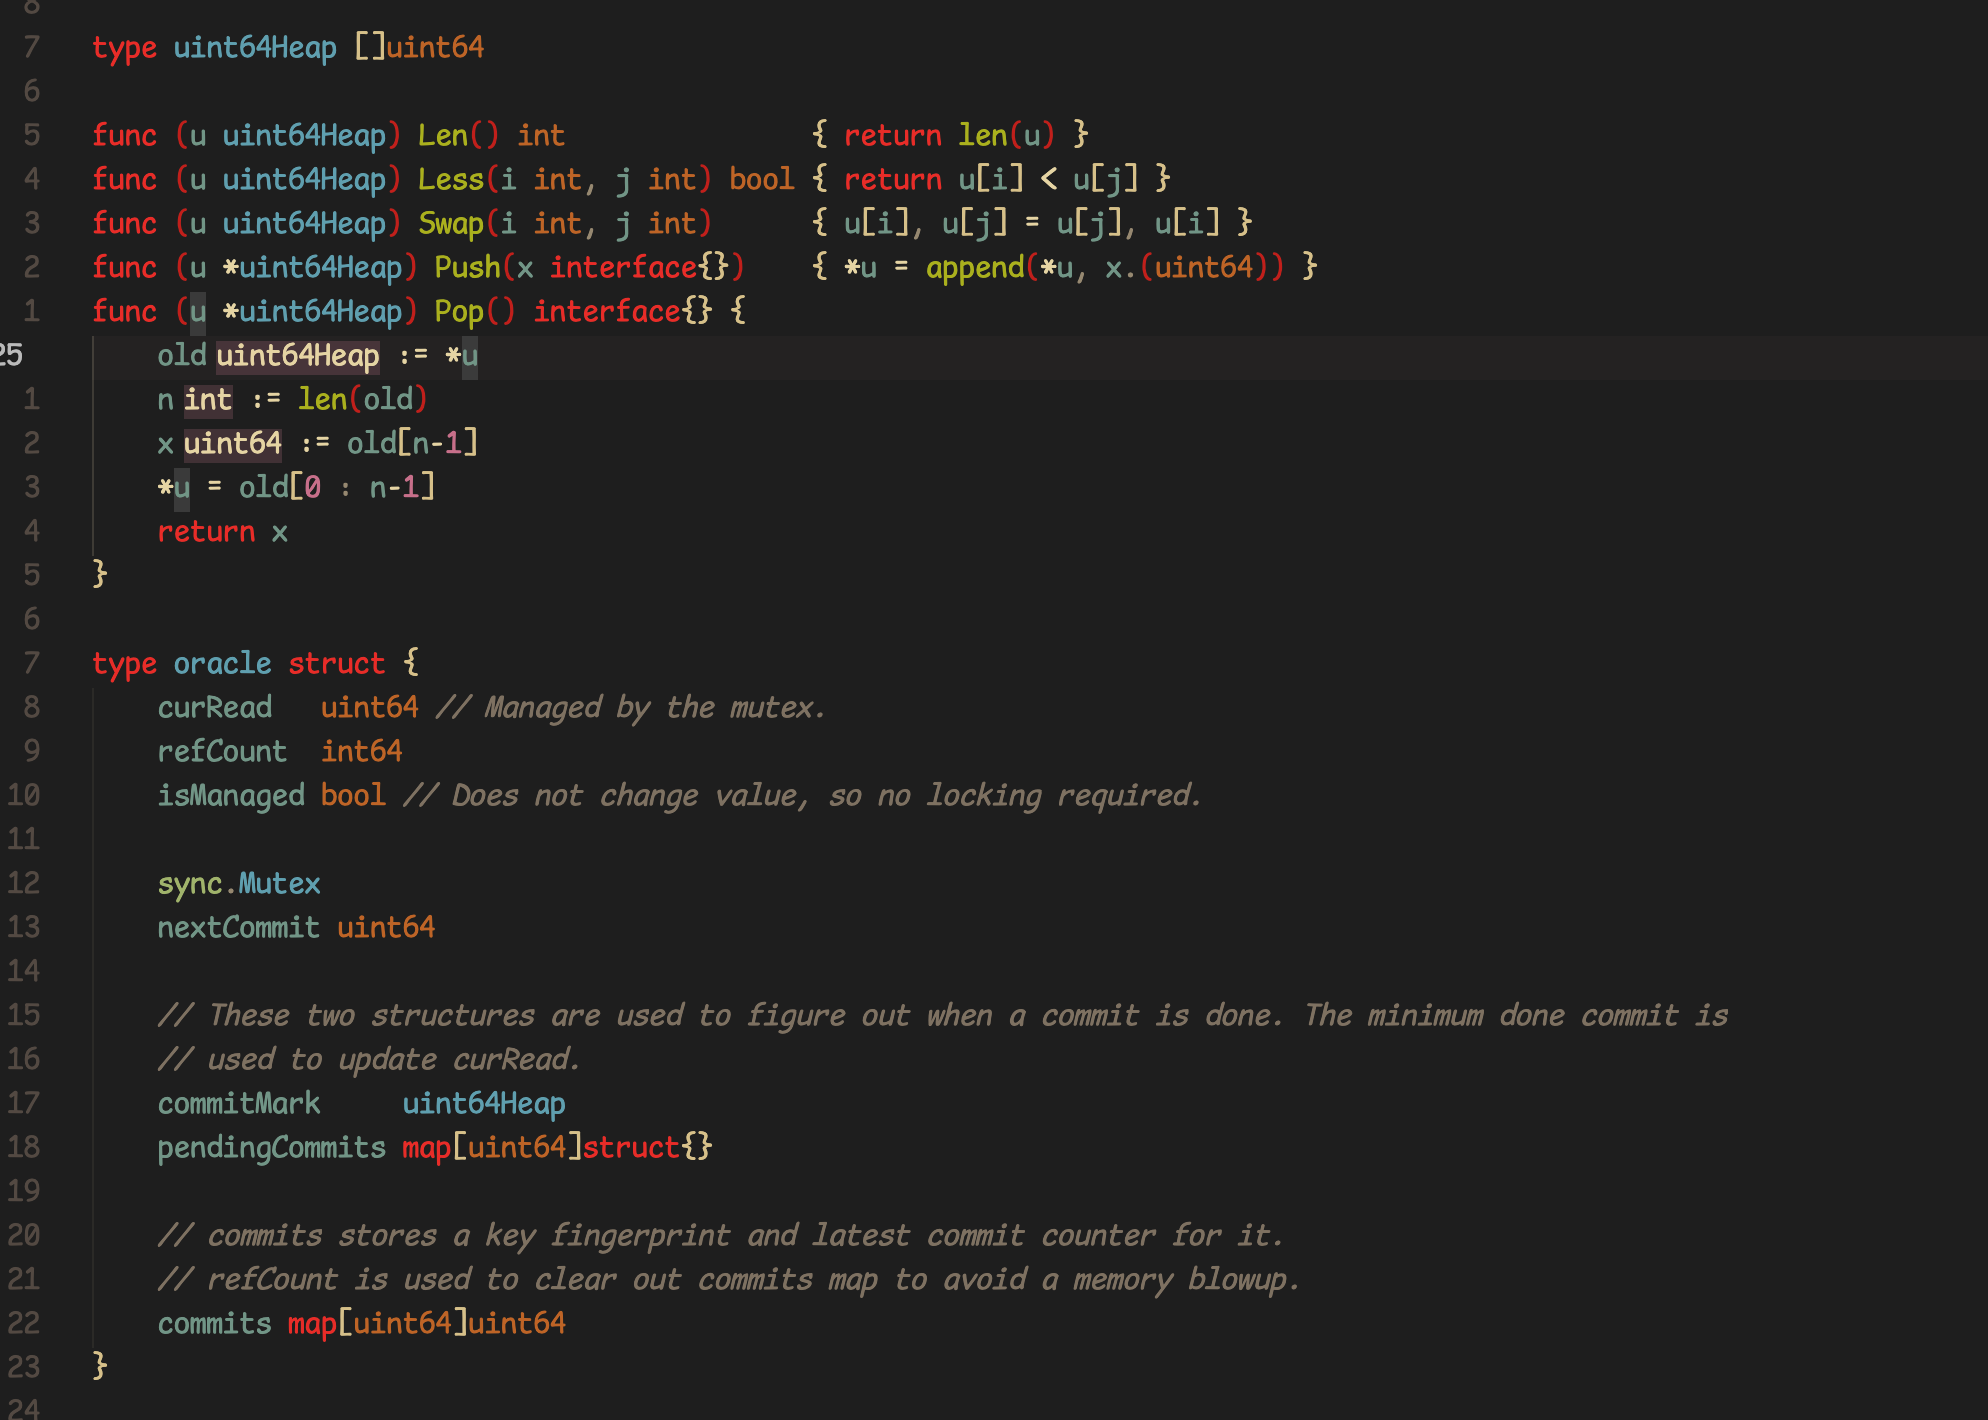 8
7 type uint64Heap []uint64
6
5 func (u uint64Heap) Len() int { return len(u) }
4 func (u uint64Heap) Less(i int, j int) bool { return u[i] < u[j] }
3 func (u uint64Heap) Swap(i int, j int) { u[i], u[j] = u[j], u[i] }
2 func (u *uint64Heap) Push(x interface{}) { *u = append(*u, x.(uint64)) }
1 func (u *uint64Heap) Pop() interface{} {
25 old uint64Heap := *u
1 n int := len(old)
2 x uint64 := old[n-1]
3 *u = old[0 : n-1]
4 return x
5 }
6
7 type oracle struct {
8 curRead uint64 // Managed by the mutex.
9 refCount int64
10 isManaged bool // Does not change value, so no locking required.
11
12 sync.Mutex
13 nextCommit uint64
14
15 // These two structures are used to figure out when a commit is done. The minimum done commit is
16 // used to update curRead.
17 commitMark uint64Heap
18 pendingCommits map[uint64]struct{}
19
20 // commits stores a key fingerprint and latest commit counter for it.
21 // refCount is used to clear out commits map to avoid a memory blowup.
22 commits map[uint64]uint64
23 }
24